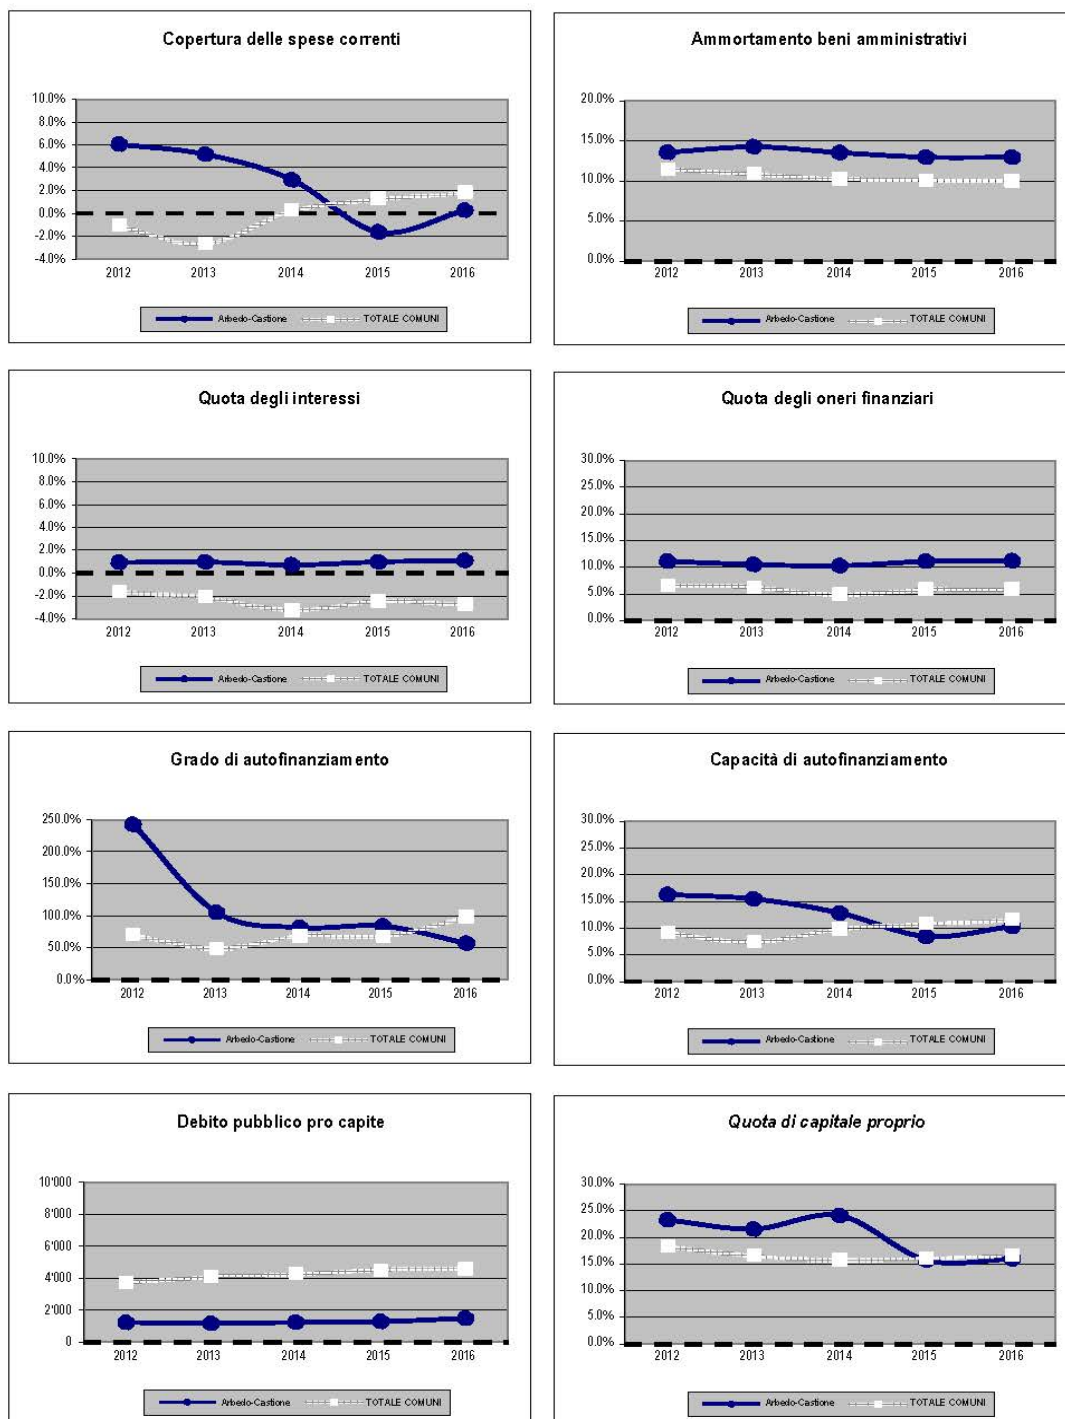 Copertura delle spese correnti
10.0%
8.0%
6.0%
4.0%
2.0%
0.0%
-2.0%
-4.0%
2012 2013 2014 2015 2016
Arbedo-Castione TOTALE COMUNI
Ammortamento beni amministrativi
20.0%
15.0%
10.0%
5.0%
0.0%
2012 2013 2014 2015 2016
Arbedo-Castione TOTALE COMUNI
Quota degli interessi
10.0%
8.0%
6.0%
4.0%
2.0%
0.0%
-2.0%
-4.0%
2012 2013 2014 2015 2016
Arbedo-Castione TOTALE COMUNI
Quota degli oneri finanziari
30.0%
25.0%
20.0%
15.0%
10.0%
5.0%
0.0%
2012 2013 2014 2015 2016
Arbedo-Castione TOTALE COMUNI
Grado di autofinanziamento
250.0%
200.0%
150.0%
100.0%
50.0%
0.0%
2012 2013 2014 2015 2016
Arbedo-Castione TOTALE COMUNI
Capacità di autofinanziamento
30.0%
25.0%
20.0%
15.0%
10.0%
5.0%
0.0%
2012 2013 2014 2015 2016
Arbedo-Castione TOTALE COMUNI
Debito pubblico pro capite
10'000
8'000
6'000
4'000
2'000
0
2012 2013 2014 2015 2016
Arbedo-Castione TOTALE COMUNI
Quota di capitale proprio
30.0%
25.0%
20.0%
15.0%
10.0%
5.0%
0.0%
2012 2013 2014 2015 2016
Arbedo-Castione TOTALE COMUNI